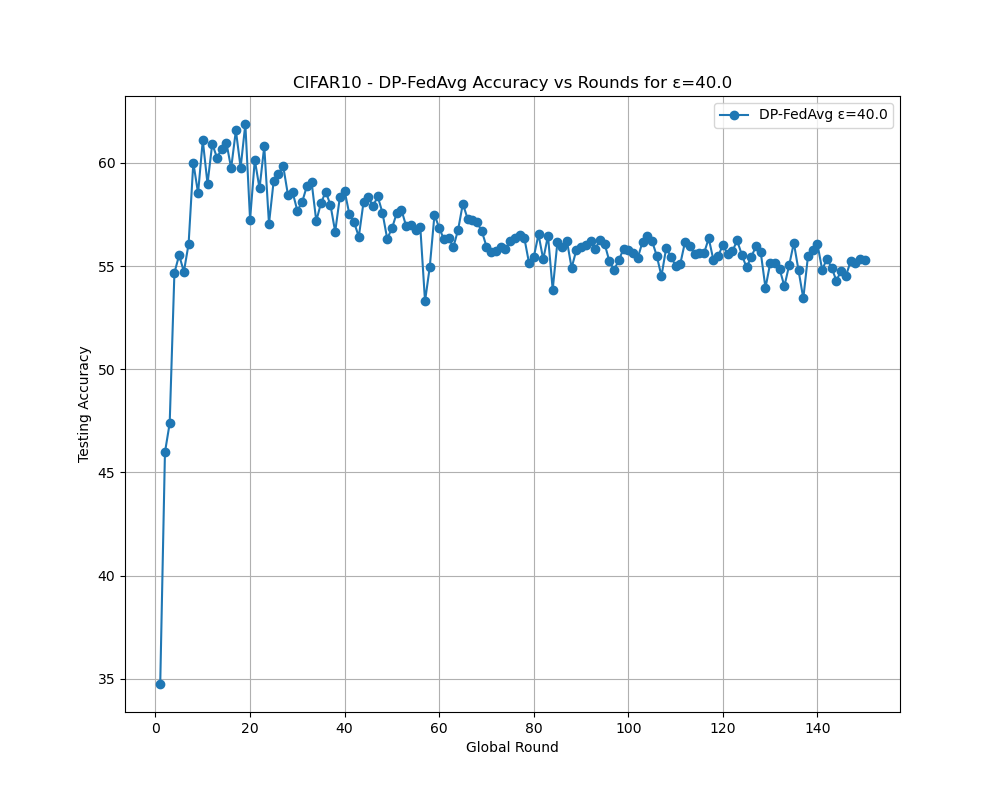 CIFAR10 - DP-FedAvg Accuracy vs Rounds for ε=40.0
DP-FedAvg ε=40.0
Testing Accuracy
60
55
50
45
40
35
0 20 40 60 80 100 120 140
Global Round